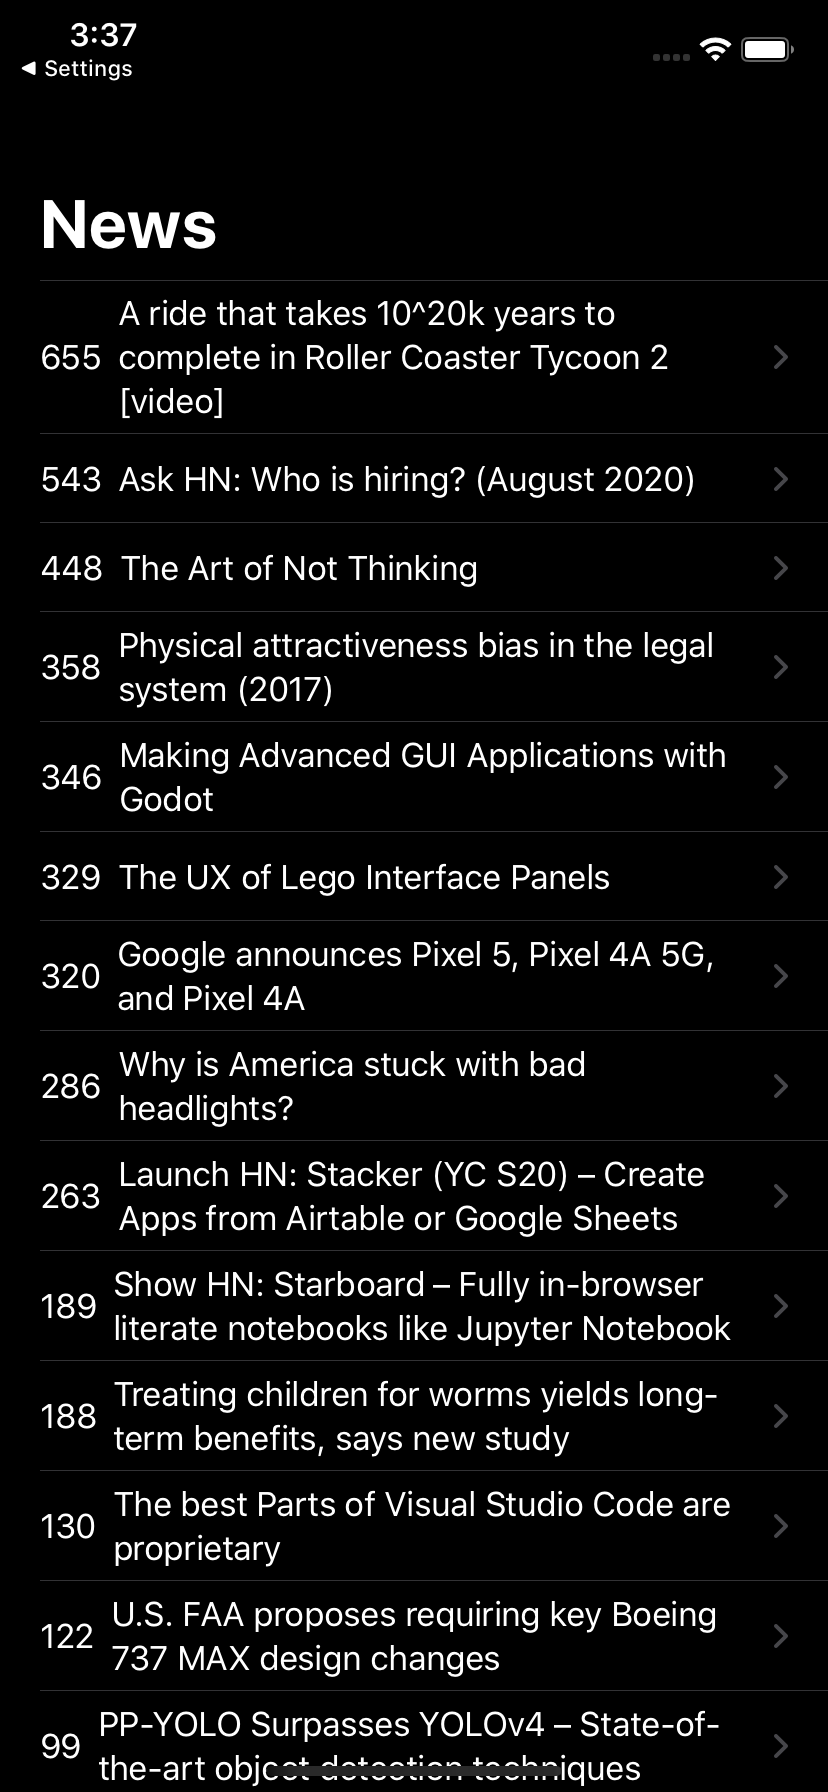 3:37
◀ Settings
News
A ride that takes 10^20k years to
655 complete in Roller Coaster Tycoon 2
[video]
543 Ask HN: Who is hiring? (August 2020)
448 The Art of Not Thinking
358 Physical attractiveness bias in the legal
system (2017)
346 Making Advanced GUI Applications with
Godot
329 The UX of Lego Interface Panels
320 Google announces Pixel 5, Pixel 4A 5G,
and Pixel 4A
286 Why is America stuck with bad
headlights?
263 Launch HN: Stacker (YC S20) – Create
Apps from Airtable or Google Sheets
189 Show HN: Starboard – Fully in-browser
literate notebooks like Jupyter Notebook
188 Treating children for worms yields long-
term benefits, says new study
130 The best Parts of Visual Studio Code are
proprietary
122 U.S. FAA proposes requiring key Boeing
737 MAX design changes
99 PP-YOLO Surpasses YOLOv4 – State-of-
the-art object detection techniques